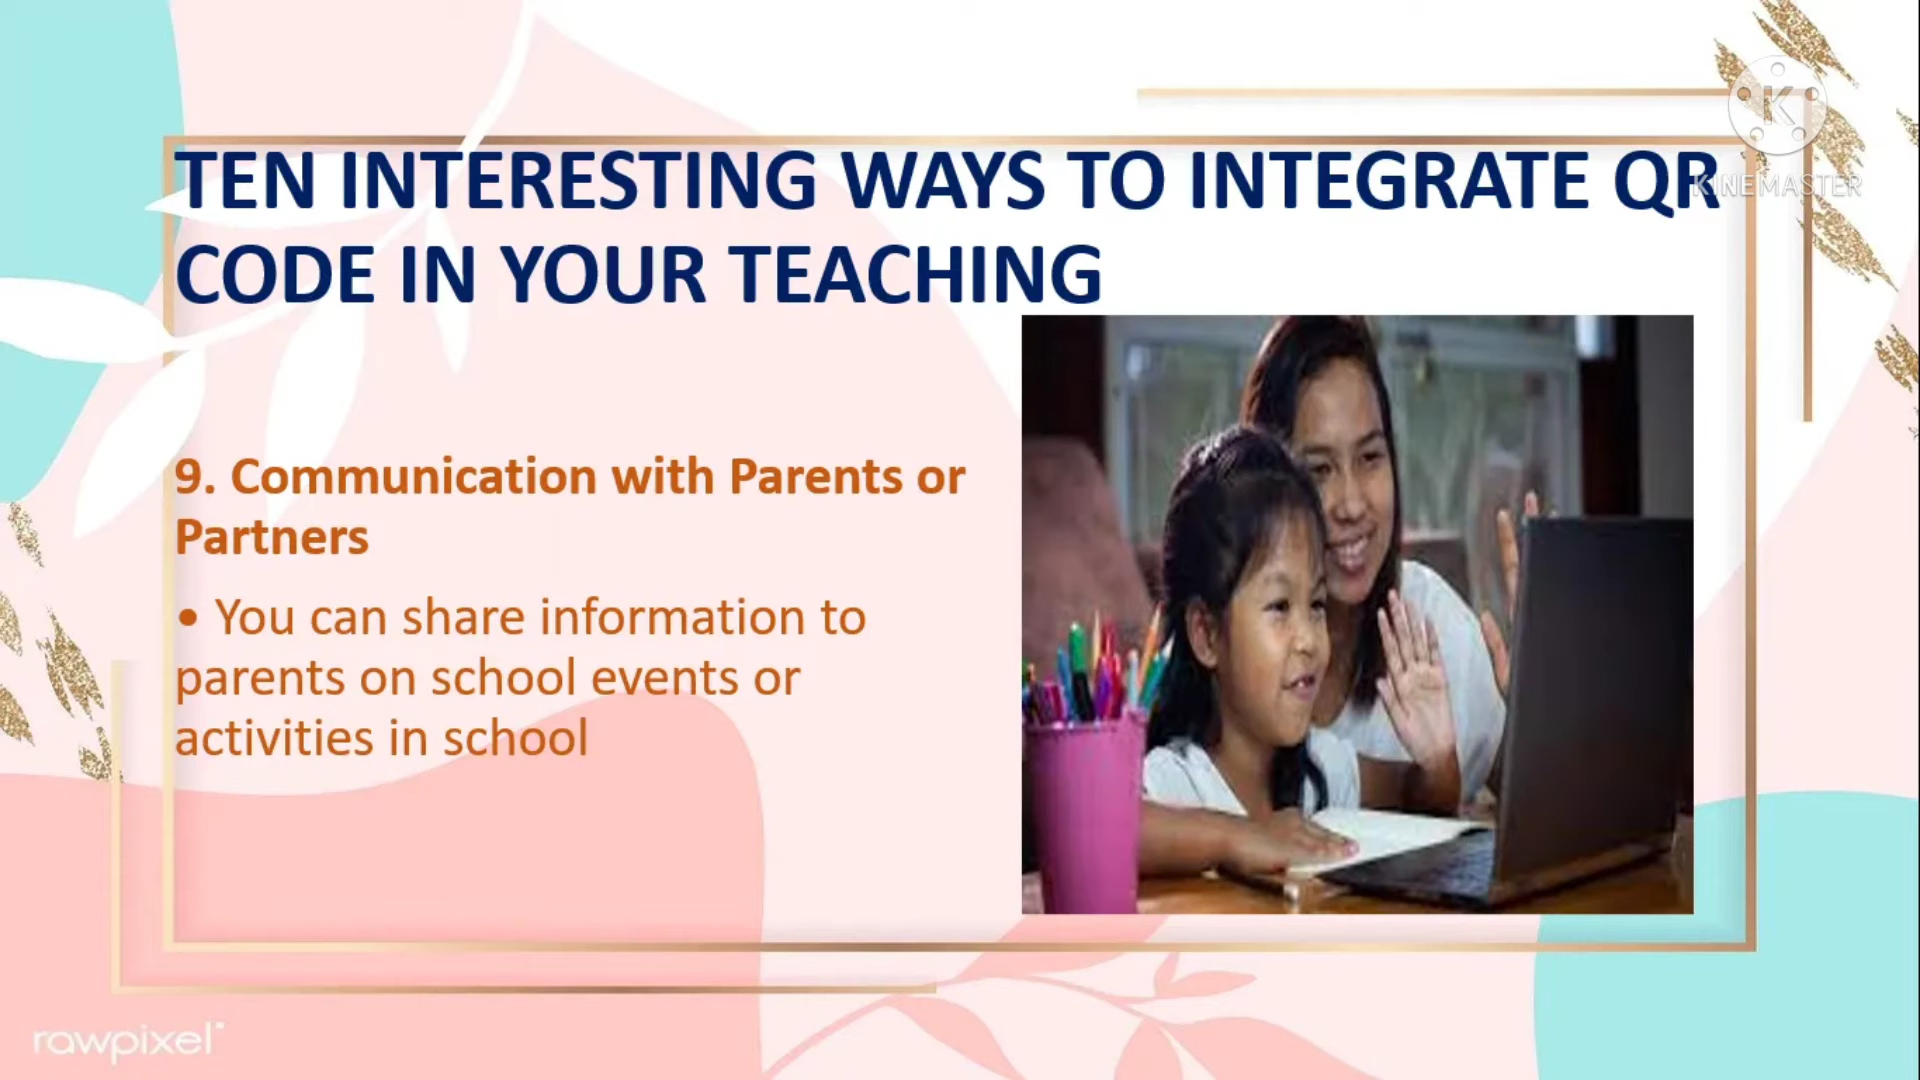 TEN INTERESTING WAYS TO INTEGRATE QR
KINEMASTER
CODE IN YOUR TEACHING
9. Communication with Parents or
Partners
• You can share information to
parents on school events or
activities in school
rawpixel